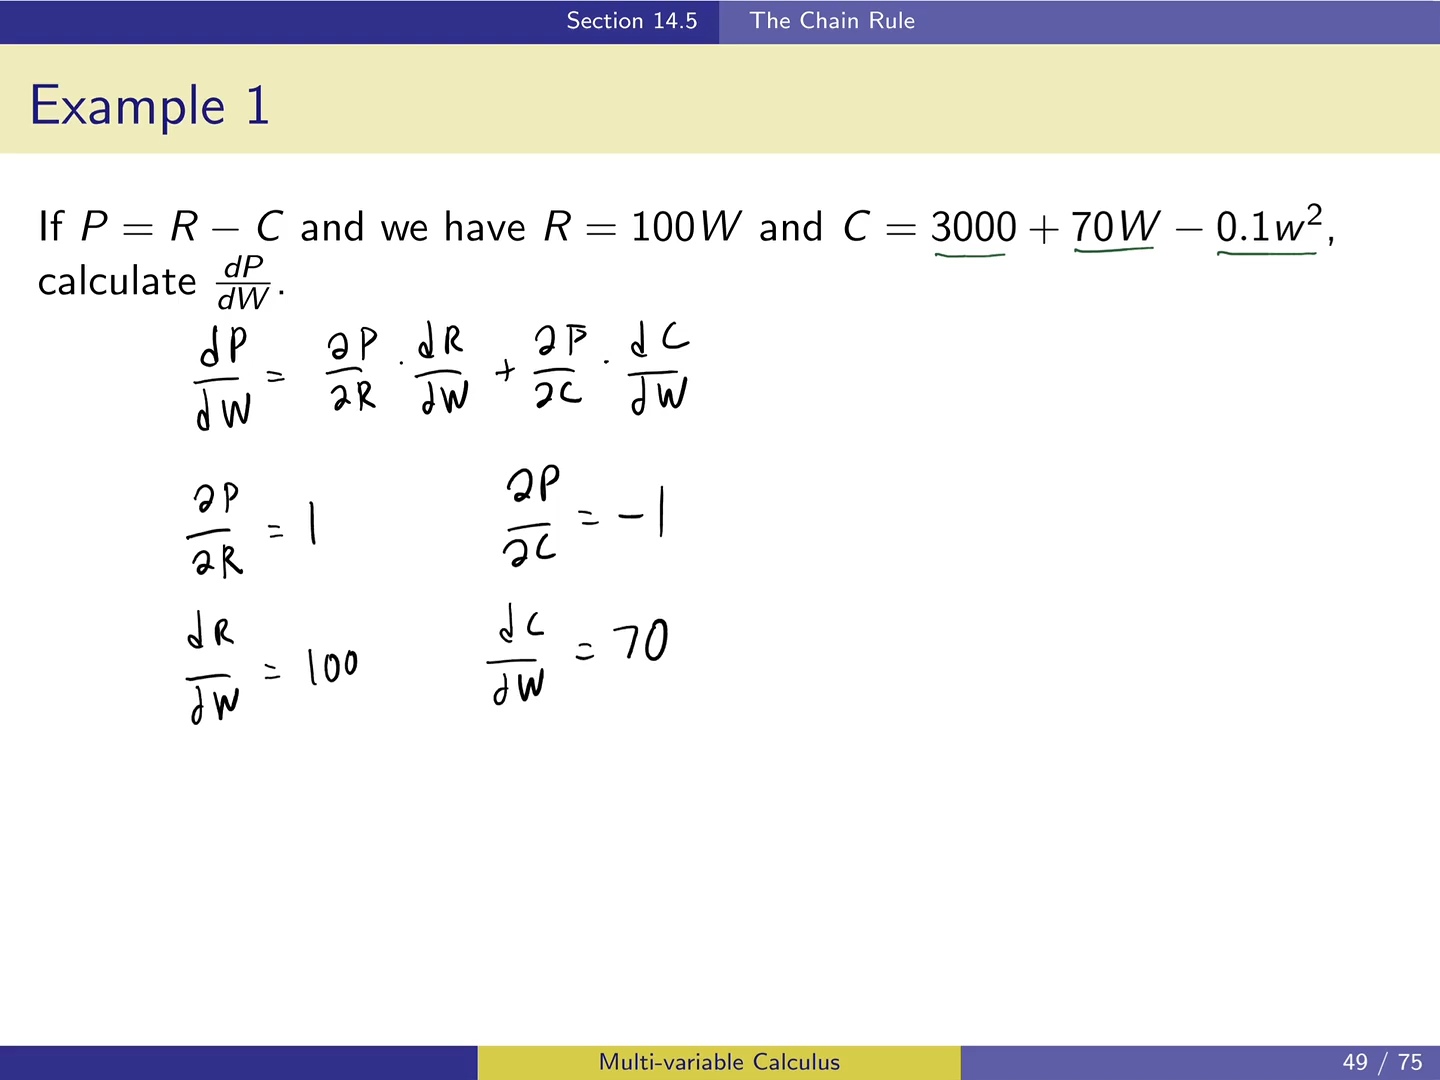 Section 14.5 The Chain Rule
Example 1
If P = R − C and we have R = 100W and C = 3000 + 70W − 0.1w²,
calculate dP/dW.
dP/dW = ∂P/∂R · dR/dW + ∂P/∂C · dC/dW
∂P/∂R = 1 ∂P/∂C = −1
dR/dW = 100 dC/dW = 70
Multi-variable Calculus 49 / 75